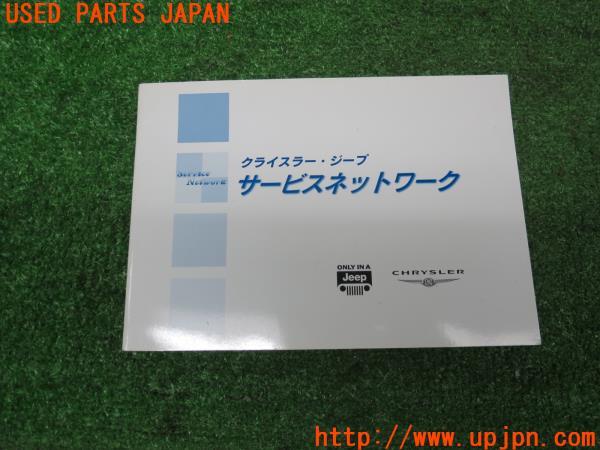 USED PARTS JAPAN
クライスラー・ジープ
Service
Network
サービスネットワーク
ONLY IN A
Jeep
CHRYSLER
http://www.upjpn.com/